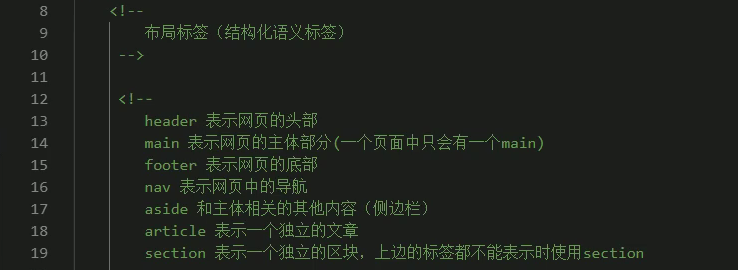 8 <!--
9 布局标签（结构化语义标签）
10 -->
11
12 <!--
13 header 表示网页的头部
14 main 表示网页的主体部分(一个页面中只会有一个main)
15 footer 表示网页的底部
16 nav 表示网页中的导航
17 aside 和主体相关的其他内容（侧边栏）
18 article 表示一个独立的文章
19 section 表示一个独立的区块，上边的标签都不能表示时使用section